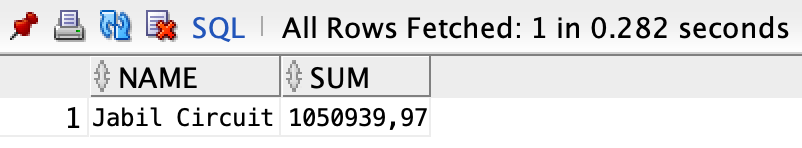 SQL | All Rows Fetched: 1 in 0.282 seconds
NAME SUM
1 Jabil Circuit 1050939,97